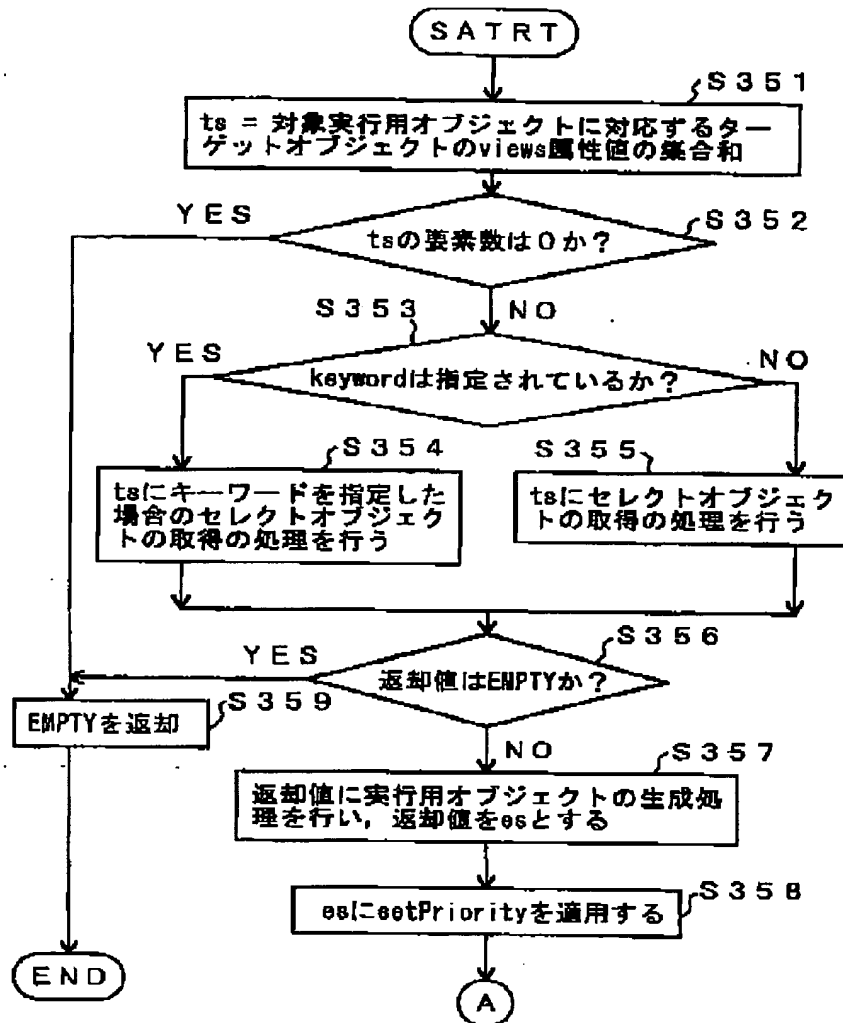 SATRT
S351
ts = 対象実行用オブジェクトに対応するター
ゲットオブジェクトのviews属性値の集合和
YES
S352
tsの要素数は0か?
S353
NO
YES
NO
keywordは指定されているか?
S354
S355
tsにキーワードを指定した
場合のセレクトオブジェク
トの取得の処理を行う
tsにセレクトオブジェク
トの取得の処理を行う
S356
YES
返却値はEMPTYか?
S359
EMPTYを返却
NO
S357
返却値に実行用オブジェクトの生成処
理を行い,返却値をesとする
S358
esにsetPriorityを適用する
END
A